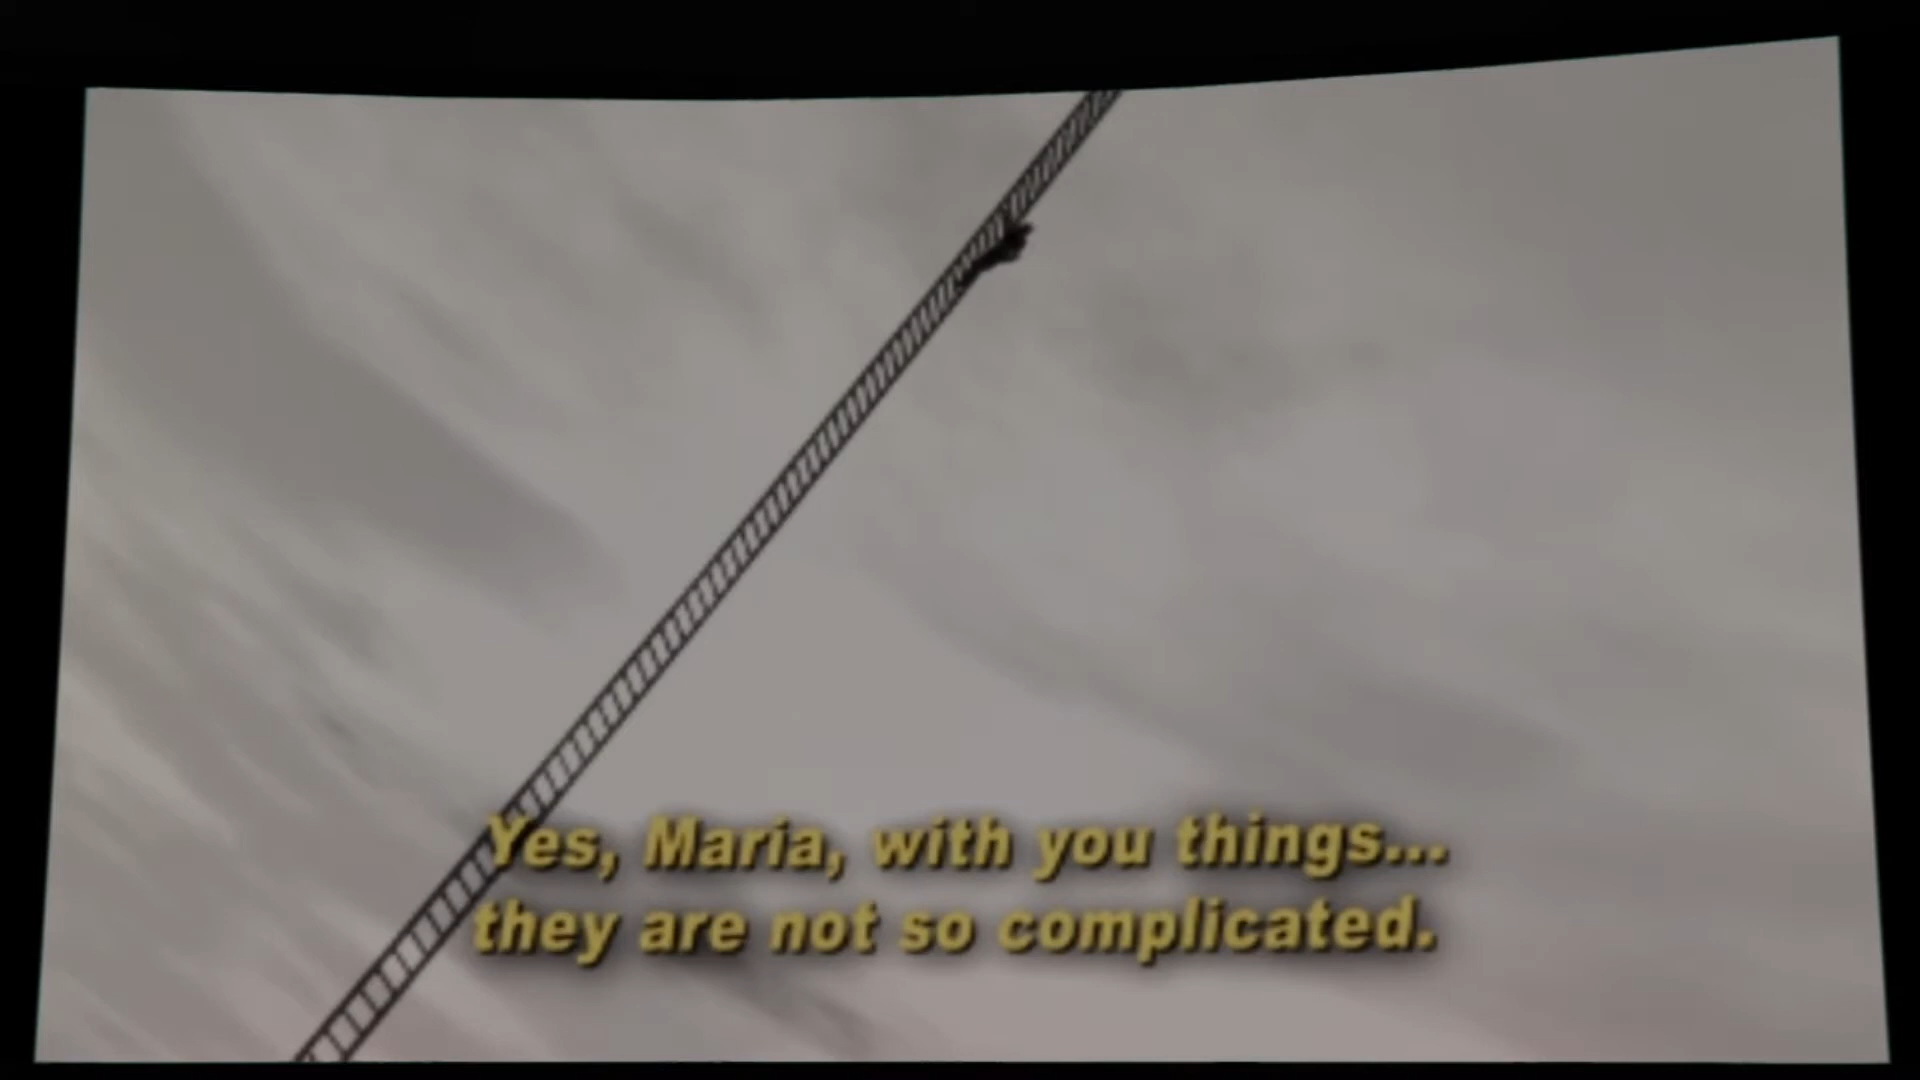 Yes, Maria, with you things...
they are not so complicated.